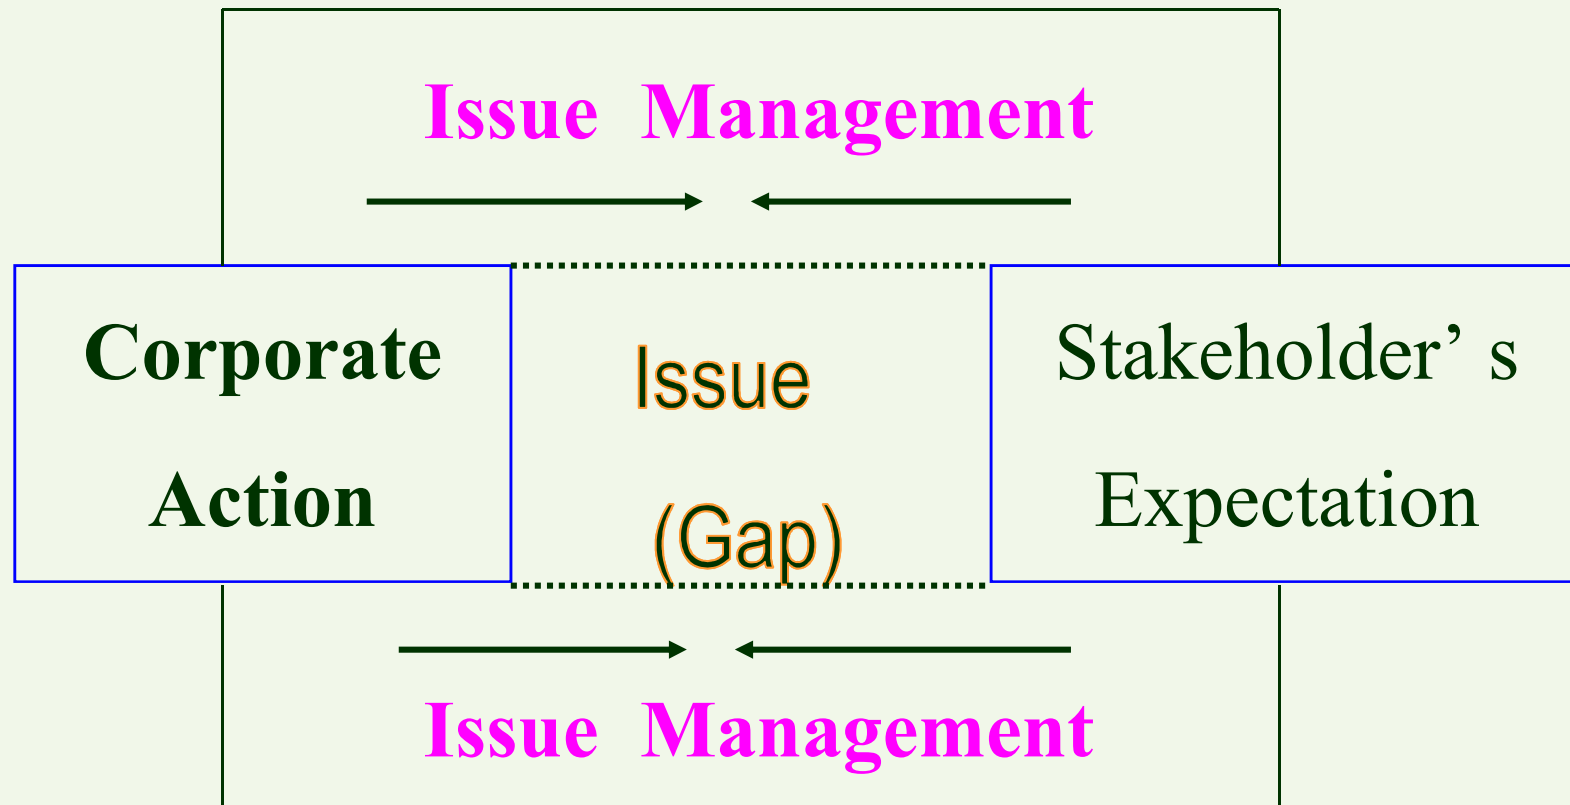 Issue Management
Corporate
Action
Issue
(Gap)
Stakeholder’ s
Expectation
Issue Management